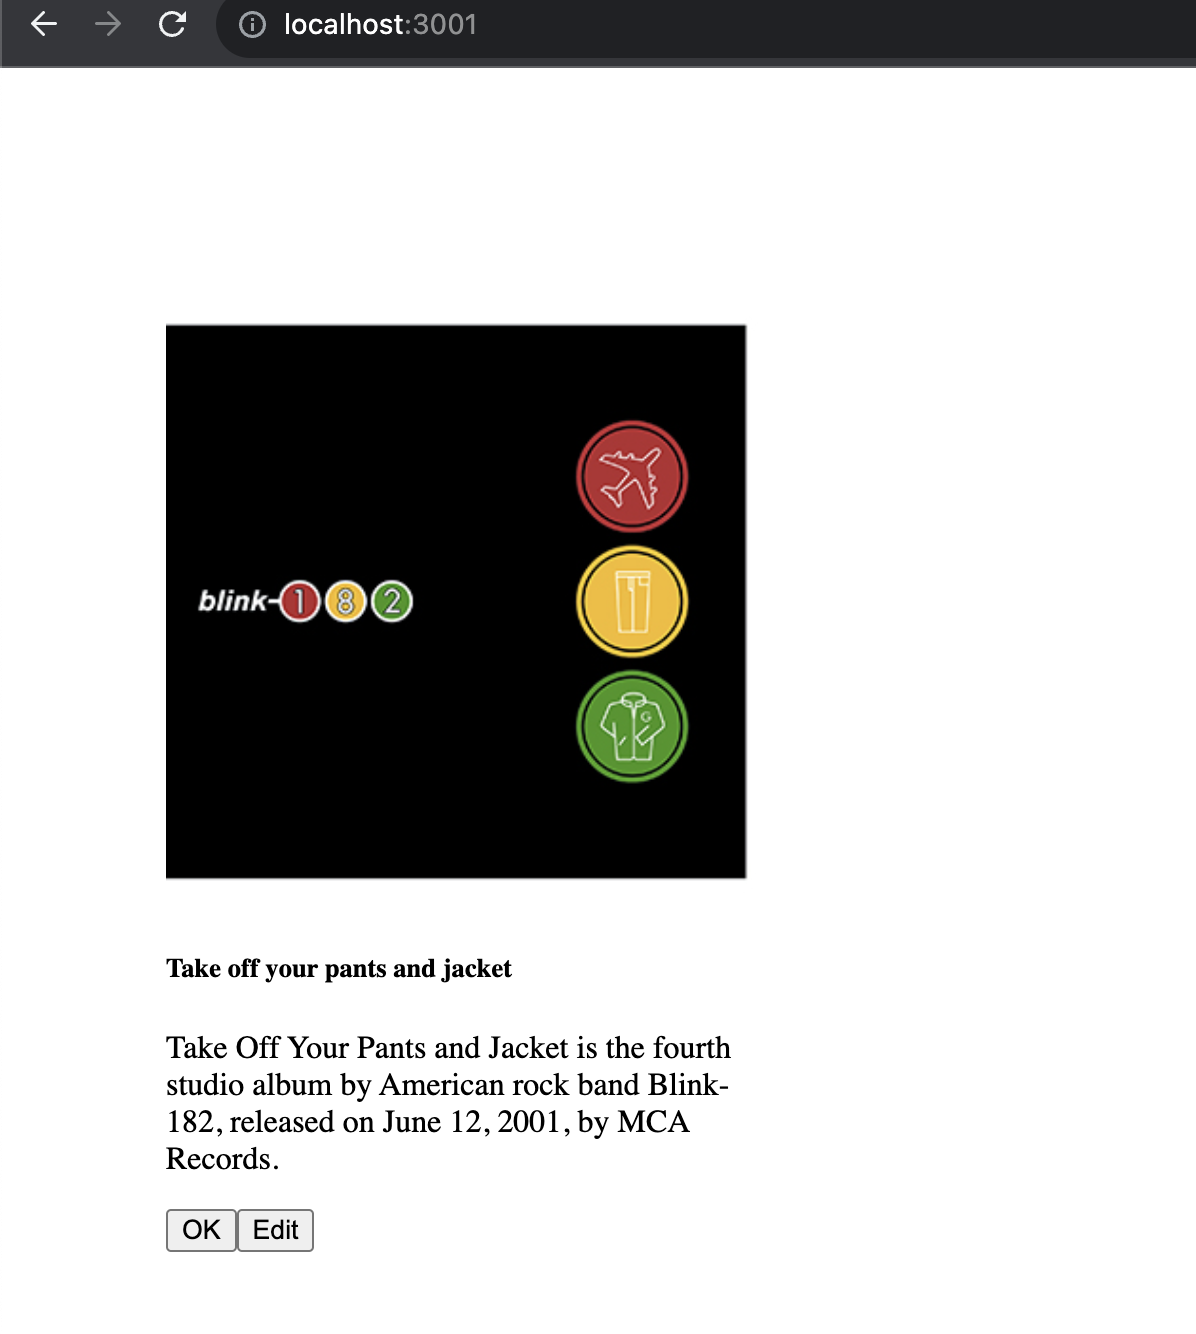 localhost:3001
blink-182
Take off your pants and jacket
Take Off Your Pants and Jacket is the fourth
studio album by American rock band Blink-
182, released on June 12, 2001, by MCA
Records.
OK Edit